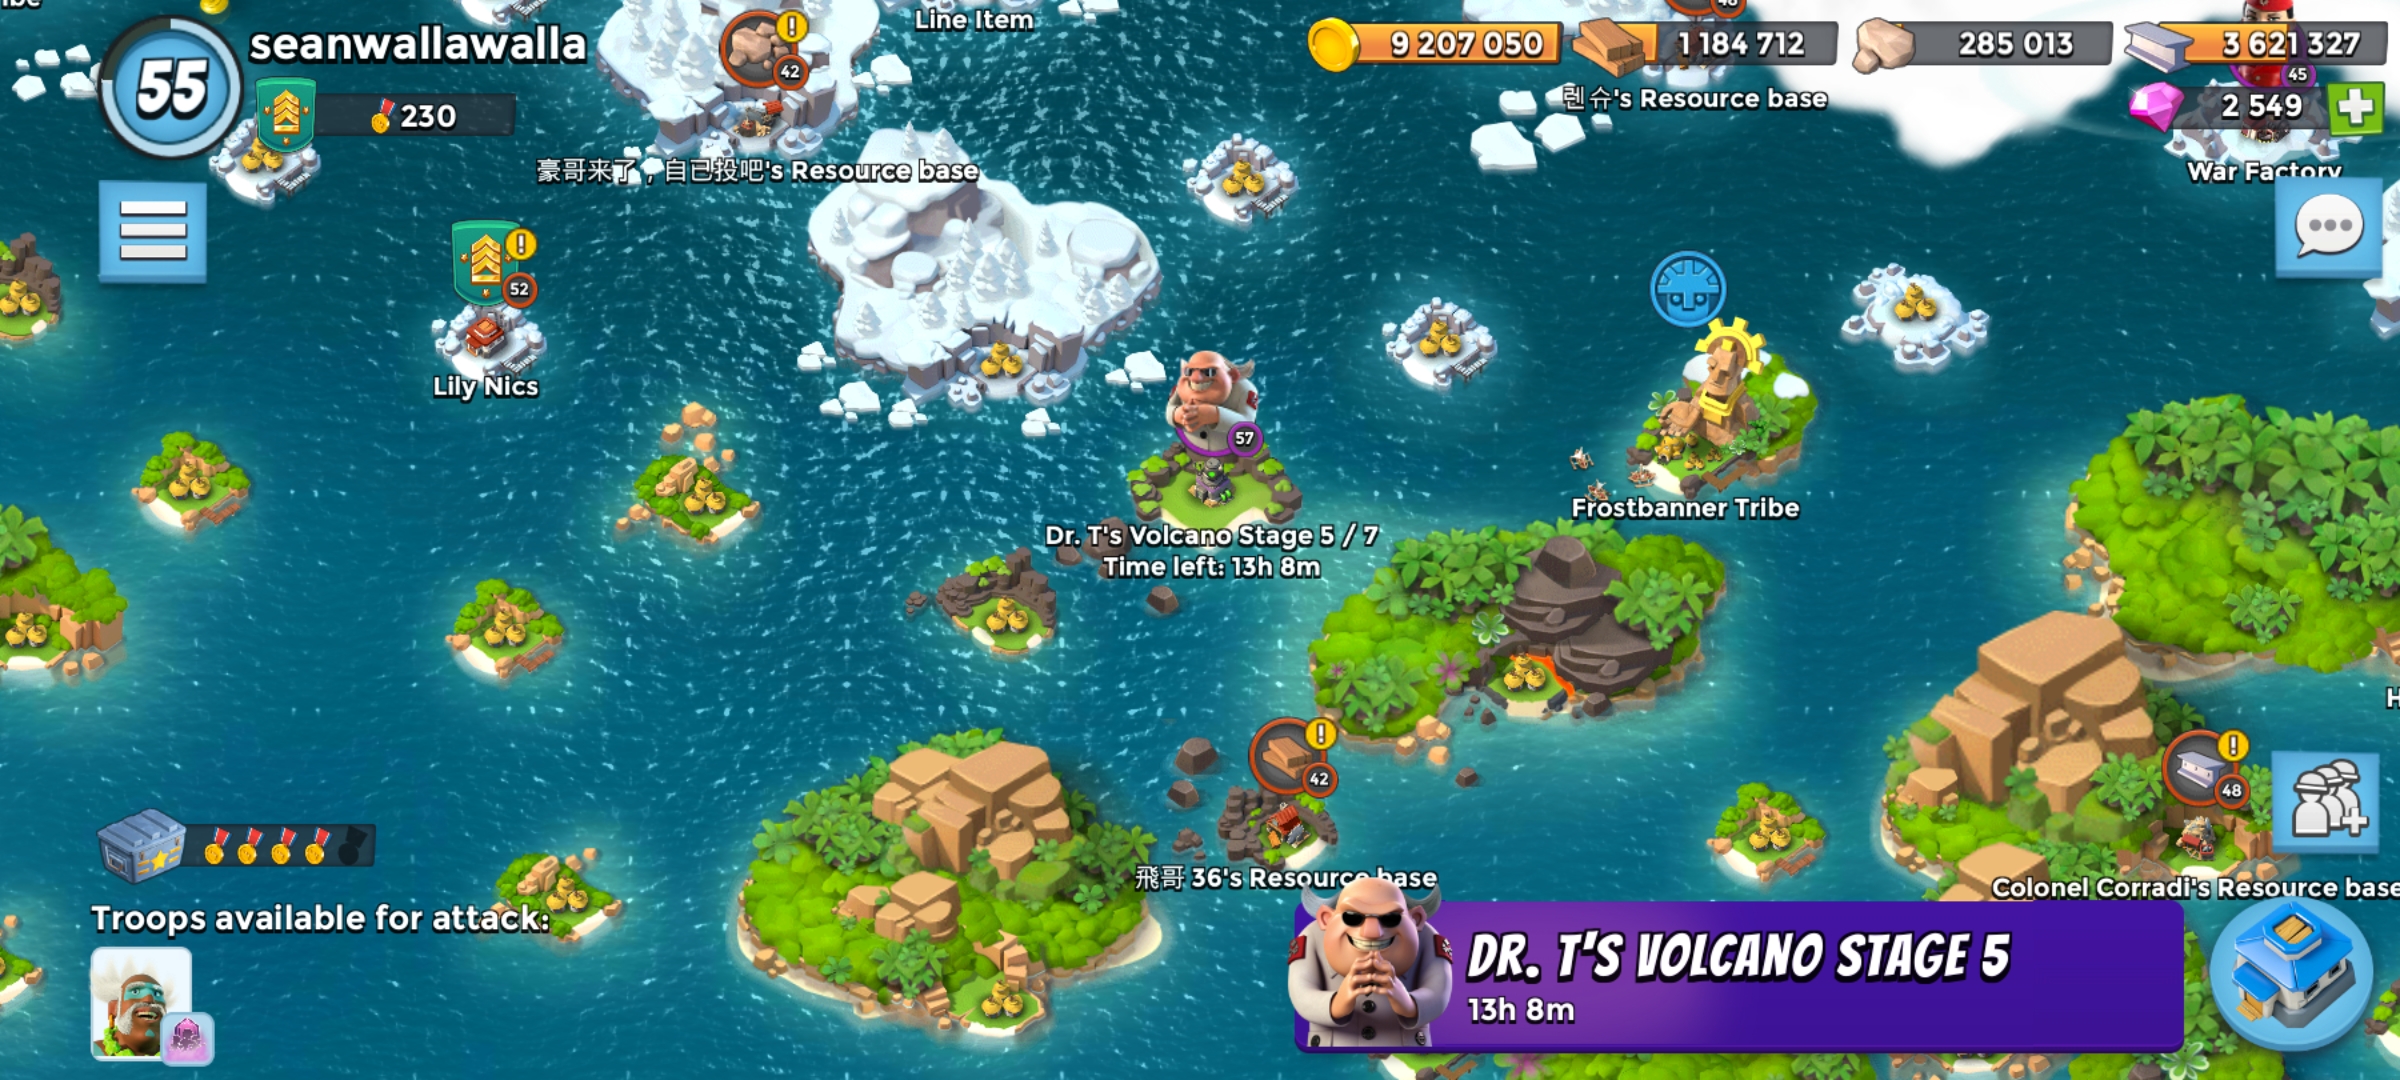 Line Item
seanwallawalla
55
230
42
9 207 050
1 184 712
285 013
3 621 327
45
2 549
렌슈's Resource base
豪哥来了，自己投吧's Resource base
War Factory
52
Lily Nics
57
Dr. T's Volcano Stage 5 / 7
Time left: 13h 8m
Frostbanner Tribe
42
48
飛哥 36's Resource base
Colonel Corradi's Resource base
Troops available for attack:
DR. T'S VOLCANO STAGE 5
13h 8m